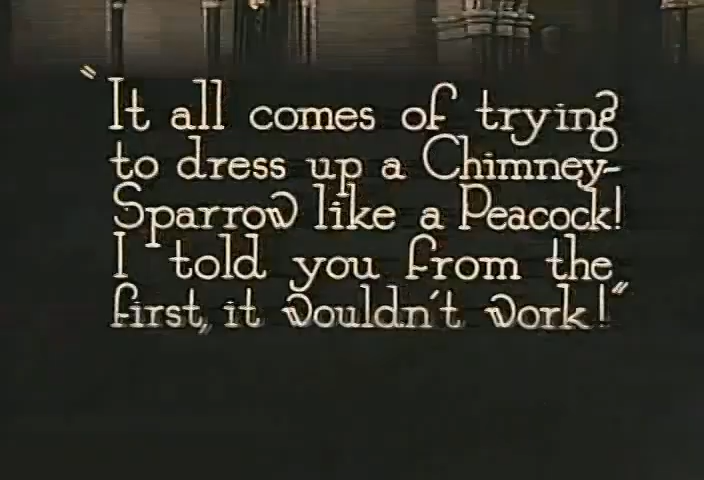 "It all comes of trying
to dress up a Chimney-
Sparrow like a Peacock!
I told you from the
first, it wouldn't work!"